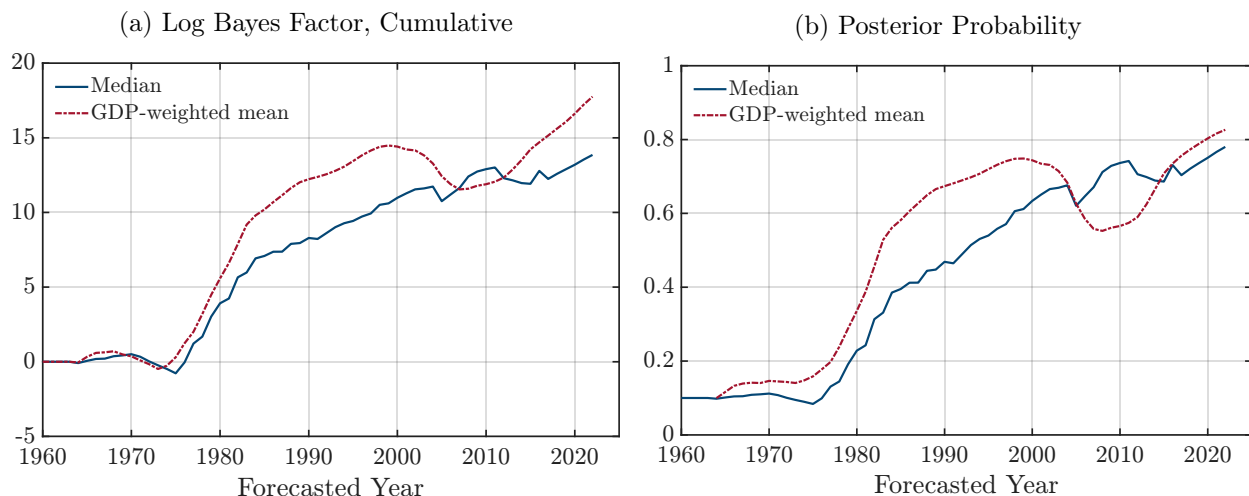 (a) Log Bayes Factor, Cumulative
20
15
10
5
0
-5
Median
GDP-weighted mean
1960 1970 1980 1990 2000 2010 2020
Forecasted Year
(b) Posterior Probability
1
0.8
0.6
0.4
0.2
0
Median
GDP-weighted mean
1960 1970 1980 1990 2000 2010 2020
Forecasted Year